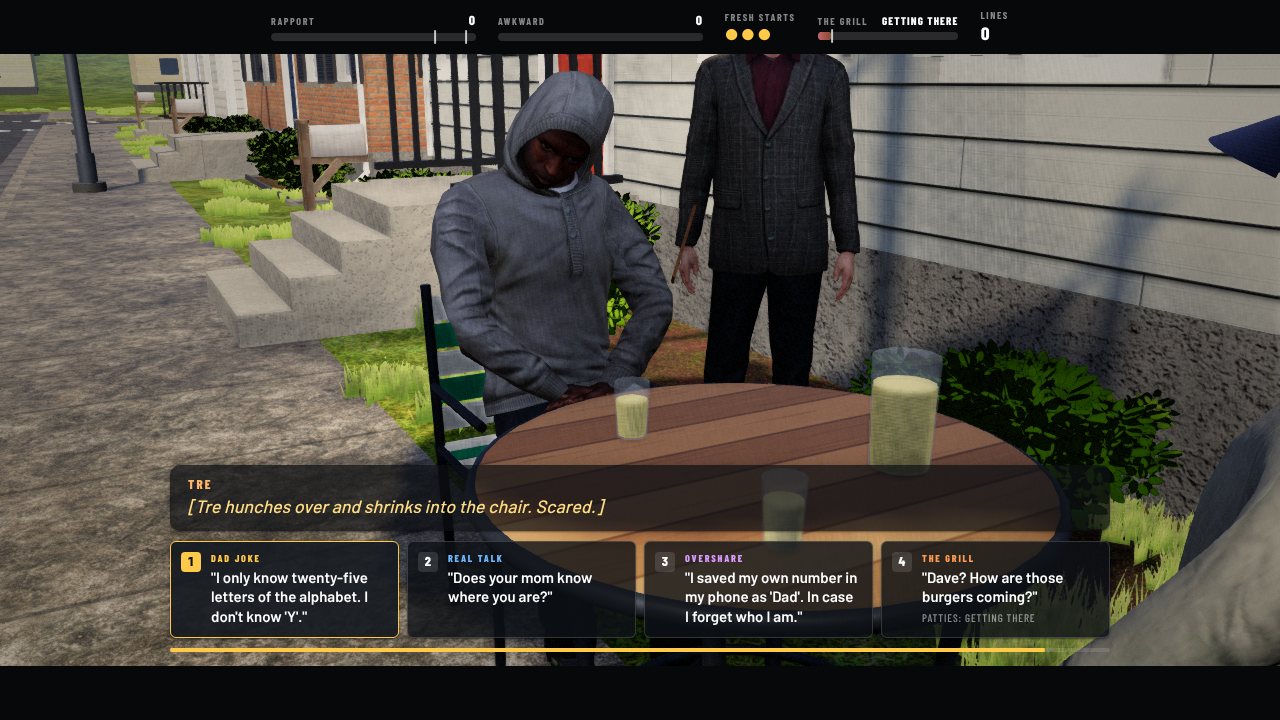 RAPPORT 0 AWKWARD 0 FRESH STARTS THE GRILL GETTING THERE LINES 0
TRE
[Tre hunches over and shrinks into the chair. Scared.]
1 DAD JOKE
"I only know twenty-five
letters of the alphabet. I
don't know 'Y'."
2 REAL TALK
"Does your mom know
where you are?"
3 OVERSHARE
"I saved my own number in
my phone as 'Dad'. In case
I forget who I am."
4 THE GRILL
"Dave? How are those
burgers coming?"
PATTIES: GETTING THERE